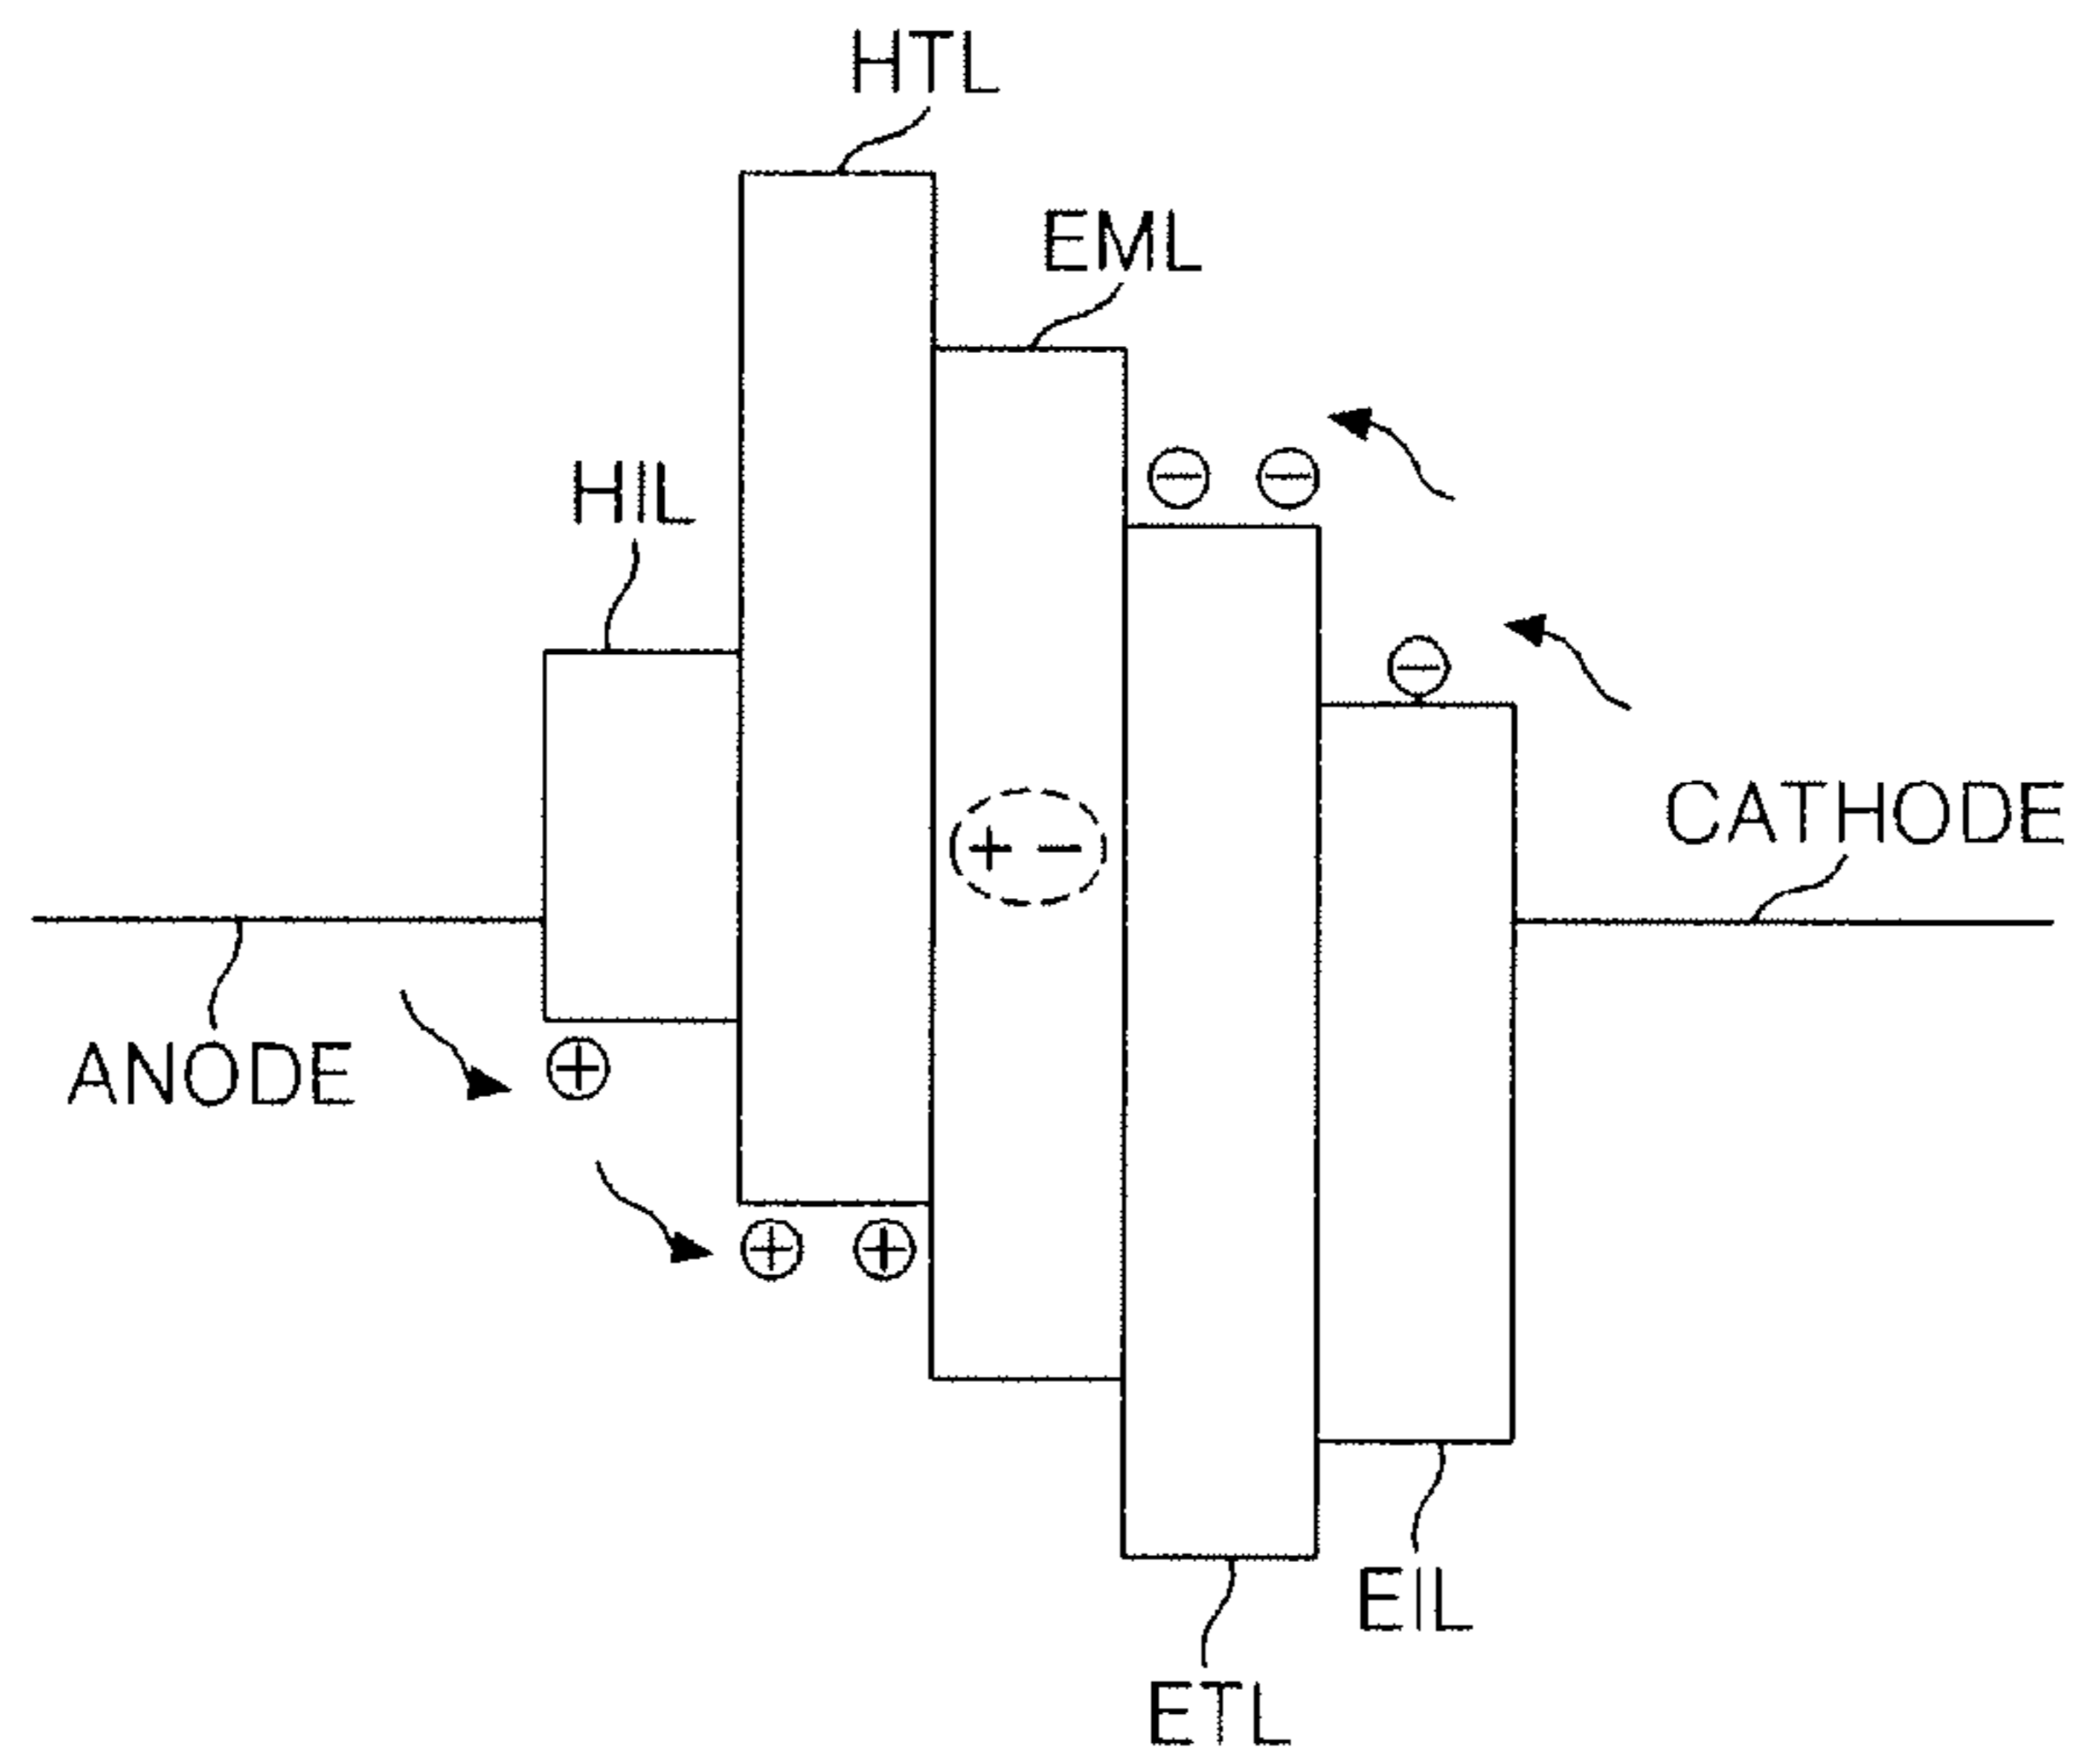 HTL
EML
HIL
CATHODE
ANODE
+ -
EIL
ETL